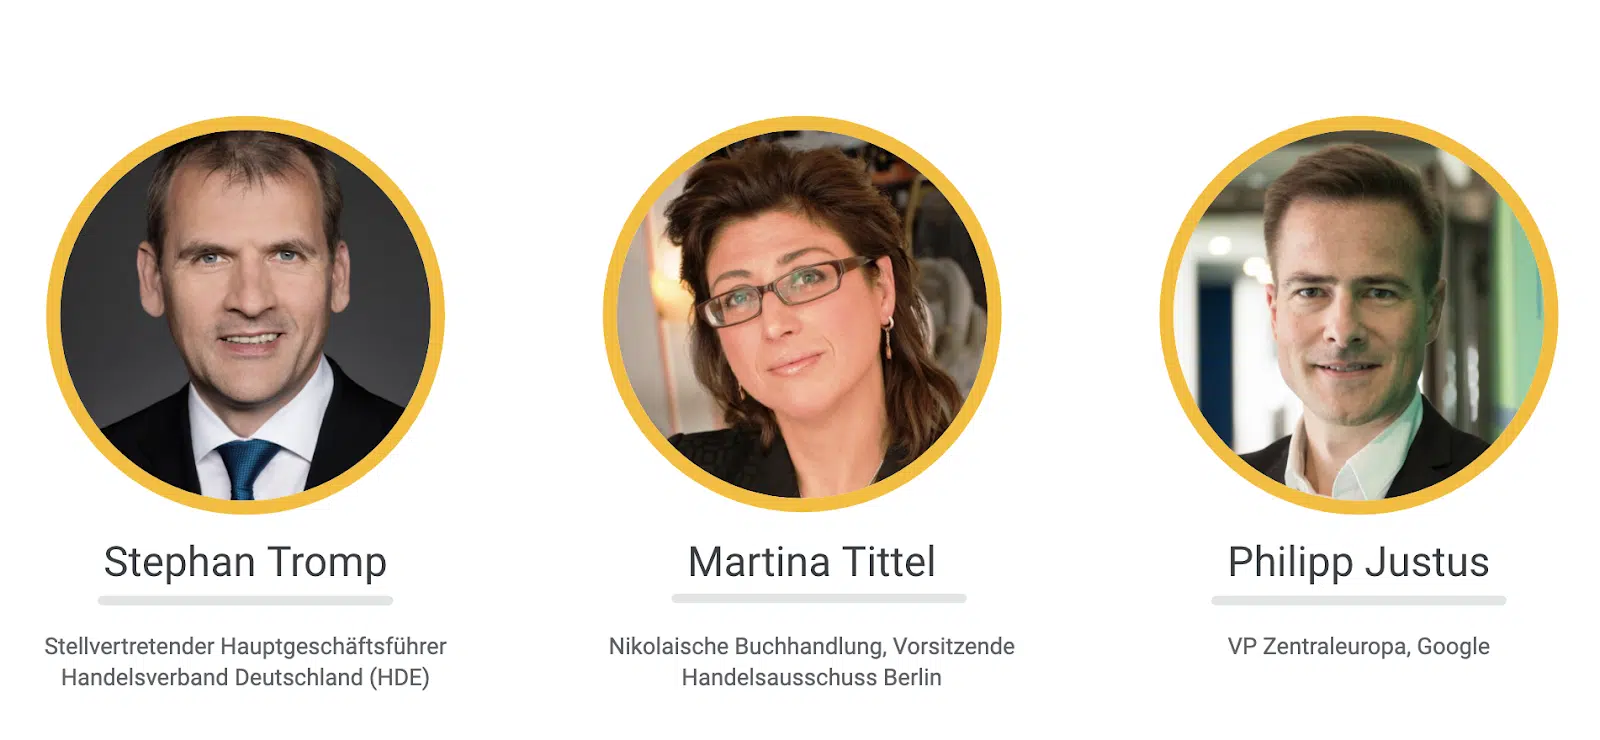 Stephan Tromp
Stellvertretender Hauptgeschäftsführer
Handelsverband Deutschland (HDE)
Martina Tittel
Nikolaische Buchhandlung, Vorsitzende
Handelsausschuss Berlin
Philipp Justus
VP Zentraleuropa, Google